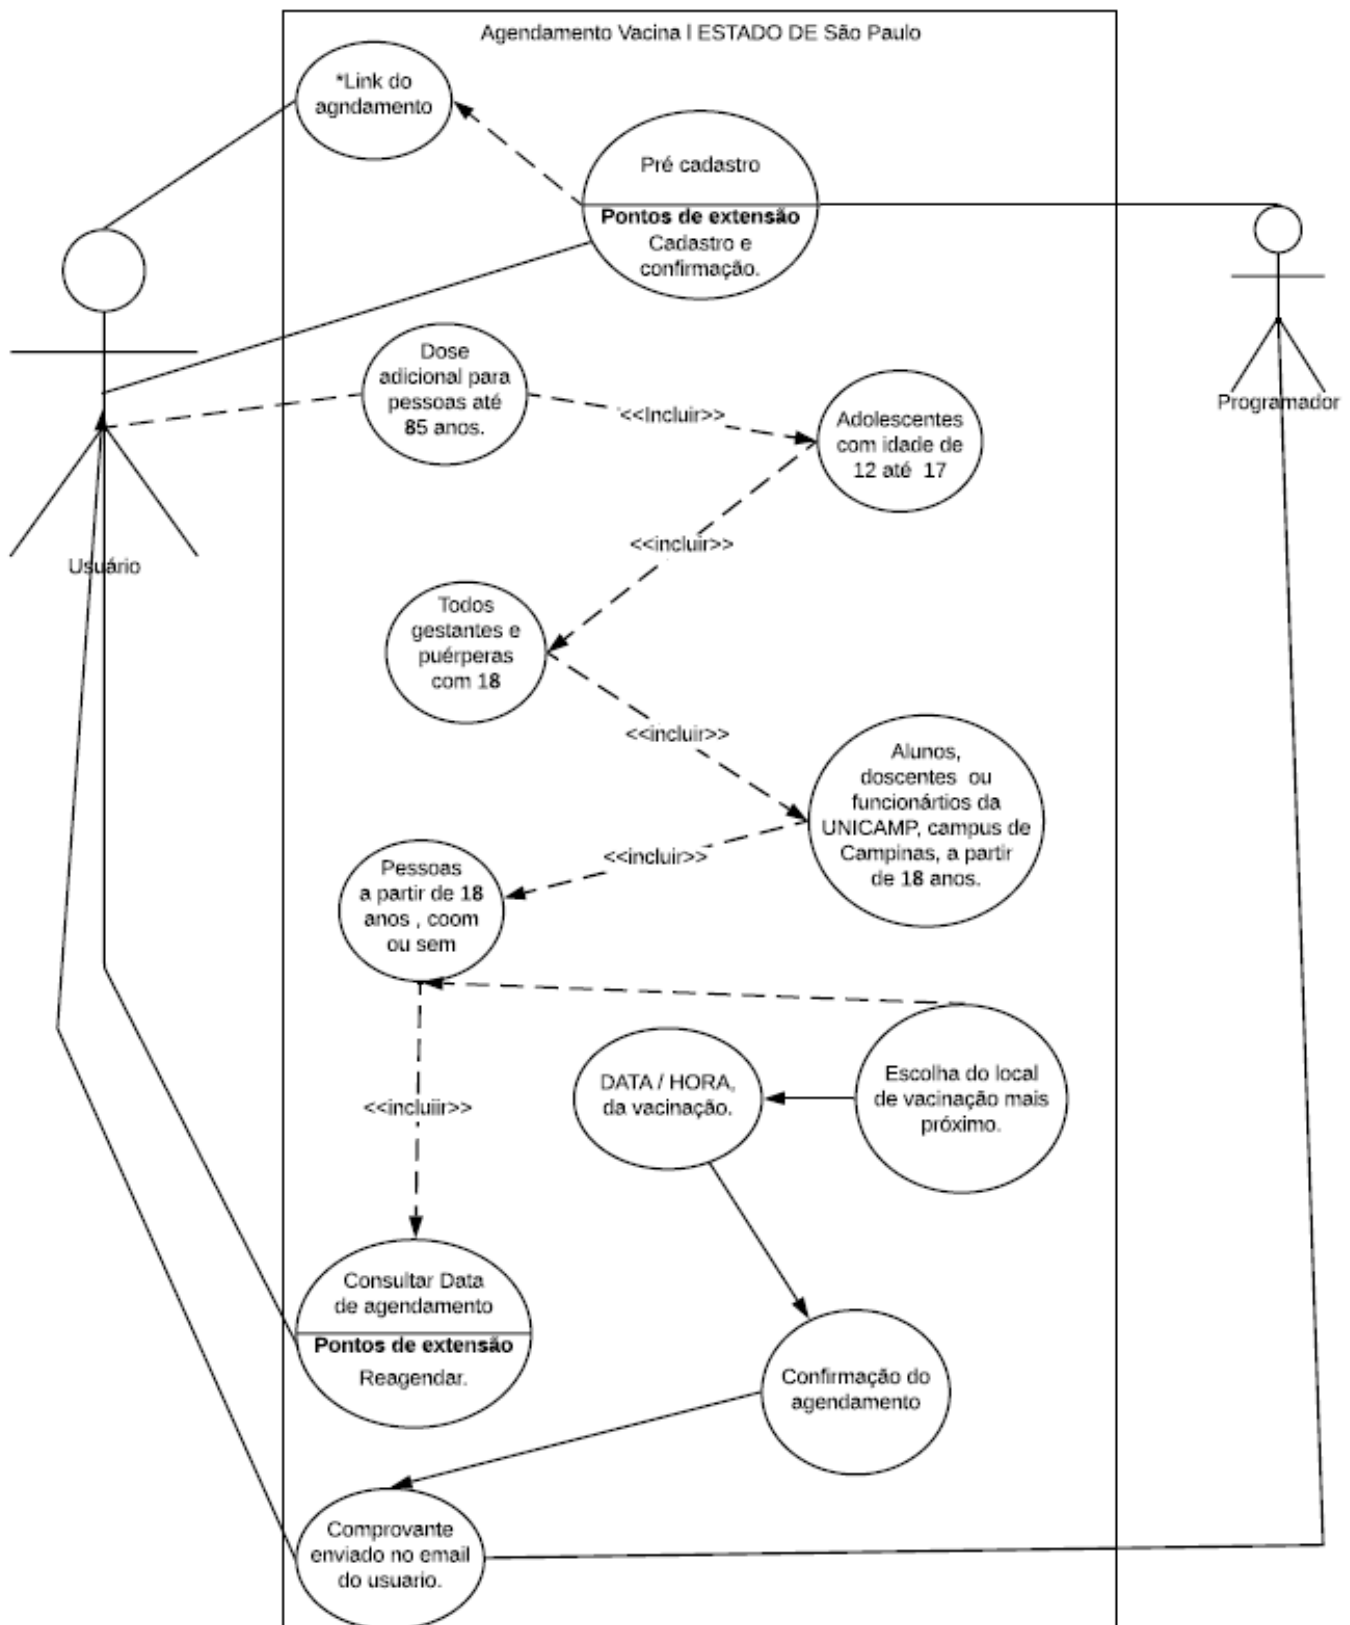 Agendamento Vacina l ESTADO DE São Paulo
*Link do
agndamento
Pré cadastro
Pontos de extensão
Cadastro e
confirmação.
Dose
adicional para
pessoas até
85 anos.
<<Incluir>>
Adolescentes
com idade de
12 até 17
Programador
Usuário
<<incluir>>
Todos
gestantes e
puérperas
com 18
<<incluir>>
Alunos,
doscentes ou
funcionártios da
UNICAMP, campus de
Campinas, a partir
de 18 anos.
<<incluir>>
Pessoas
a partir de 18
anos , coom
ou sem
DATA / HORA,
da vacinação.
Escolha do local
de vacinação mais
próximo.
<<incluiir>>
Consultar Data
de agendamento
Pontos de extensão
Reagendar.
Confirmação do
agendamento
Comprovante
enviado no email
do usuario.